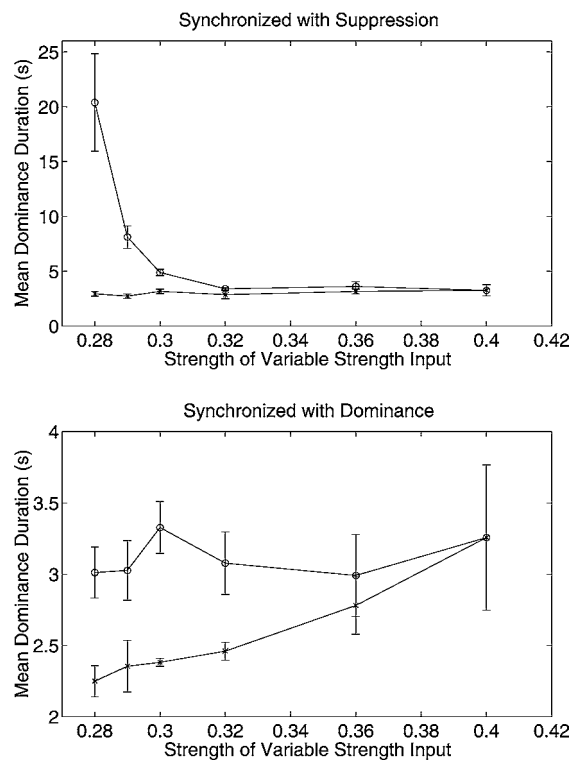 Synchronized with Suppression
Mean Dominance Duration (s)
25
20
15
10
5
0
0.28 0.3 0.32 0.34 0.36 0.38 0.4 0.42
Strength of Variable Strength Input
Synchronized with Dominance
Mean Dominance Duration (s)
4
3.5
3
2.5
2
0.28 0.3 0.32 0.34 0.36 0.38 0.4 0.42
Strength of Variable Strength Input